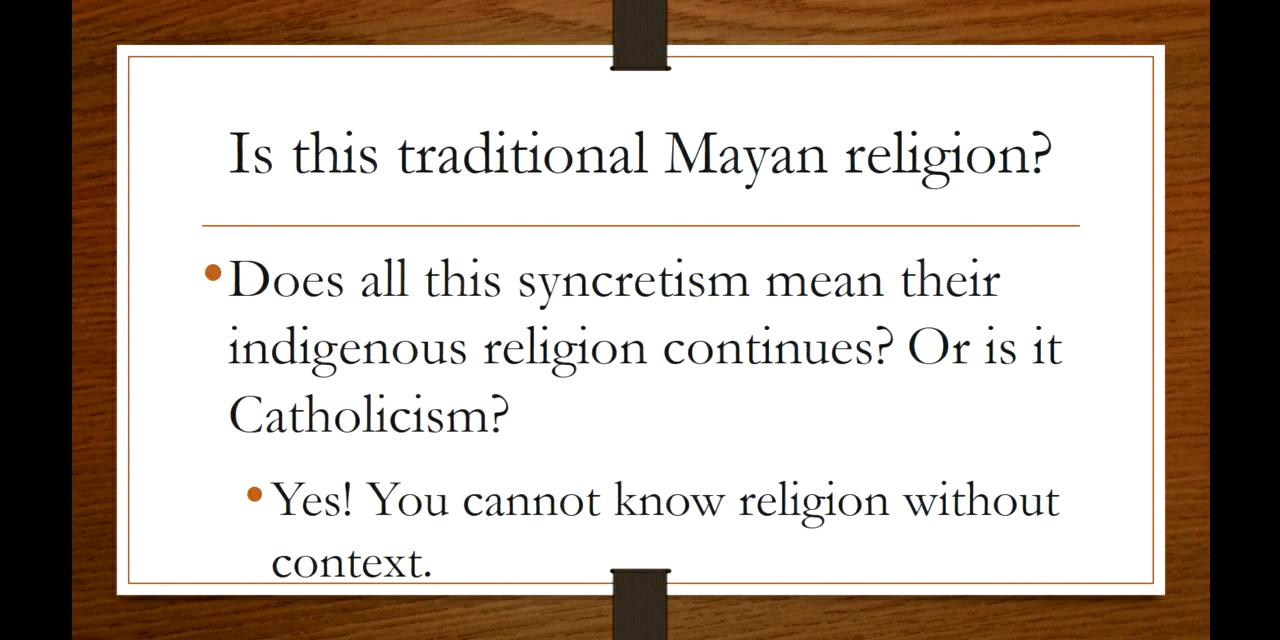 Is this traditional Mayan religion?
Does all this syncretism mean their
indigenous religion continues? Or is it
Catholicism?
Yes! You cannot know religion without
context.